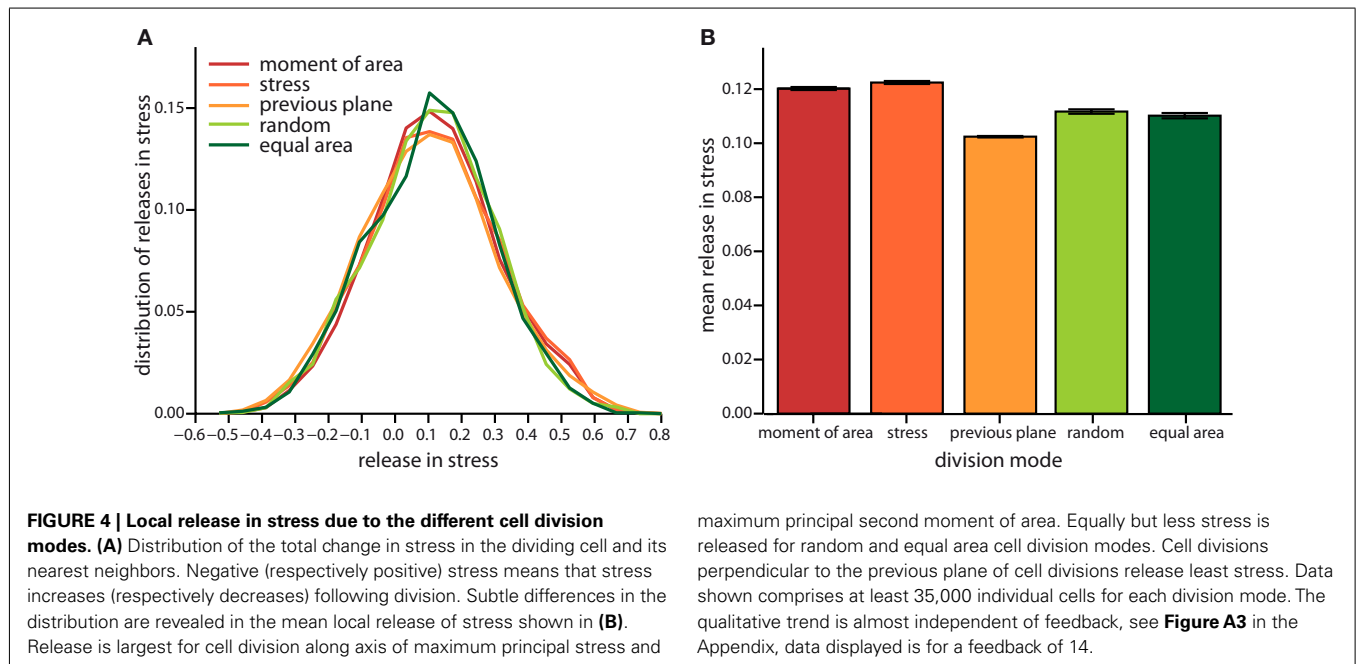 A
moment of area
stress
previous plane
random
equal area
distribution of releases in stress
0.15
0.10
0.05
0.00
−0.6 −0.5 −0.4 −0.3 −0.2 −0.1 0.0 0.1 0.2 0.3 0.4 0.5 0.6 0.7 0.8
release in stress
B
mean release in stress
0.12
0.10
0.08
0.06
0.04
0.02
0.00
moment of area stress previous plane random equal area
division mode
FIGURE 4 | Local release in stress due to the different cell division
modes. (A) Distribution of the total change in stress in the dividing cell and its
nearest neighbors. Negative (respectively positive) stress means that stress
increases (respectively decreases) following division. Subtle differences in the
distribution are revealed in the mean local release of stress shown in (B).
Release is largest for cell division along axis of maximum principal stress and
maximum principal second moment of area. Equally but less stress is
released for random and equal area cell division modes. Cell divisions
perpendicular to the previous plane of cell divisions release least stress. Data
shown comprises at least 35,000 individual cells for each division mode. The
qualitative trend is almost independent of feedback, see Figure A3 in the
Appendix, data displayed is for a feedback of 14.